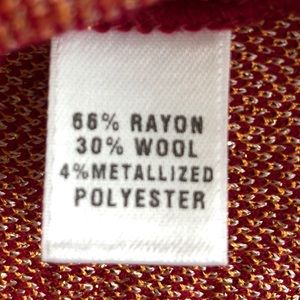 66% RAYON
30% WOOL
4% METALLIZED
POLYESTER